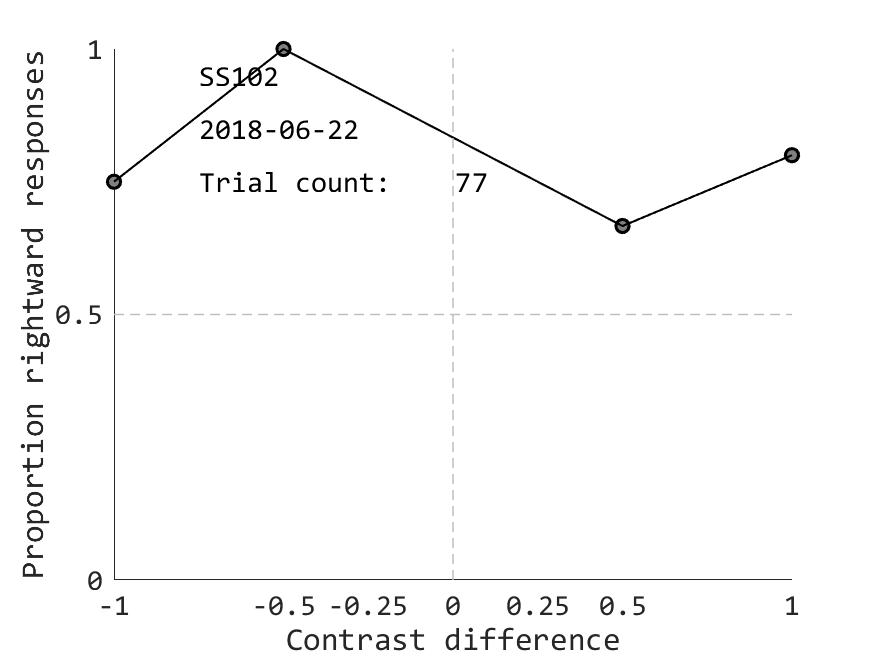 1
SS102
2018-06-22
Trial count: 77
0.5
0
-1 -0.5 -0.25 0 0.25 0.5 1
Contrast difference
Proportion rightward responses